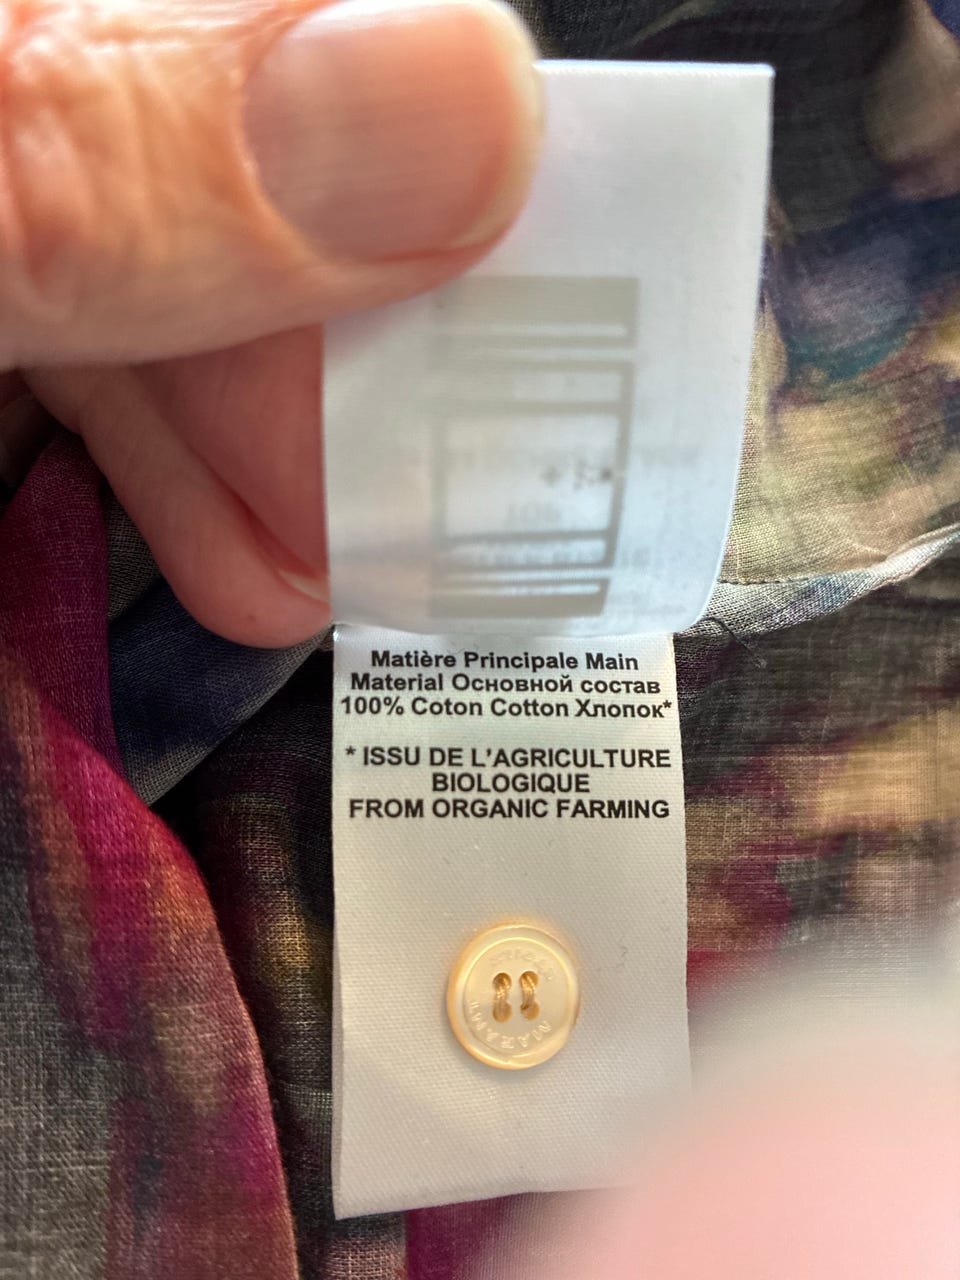 Matière Principale Main
Material Основной состав
100% Coton Cotton Хлопок*
* ISSU DE L'AGRICULTURE
BIOLOGIQUE
FROM ORGANIC FARMING